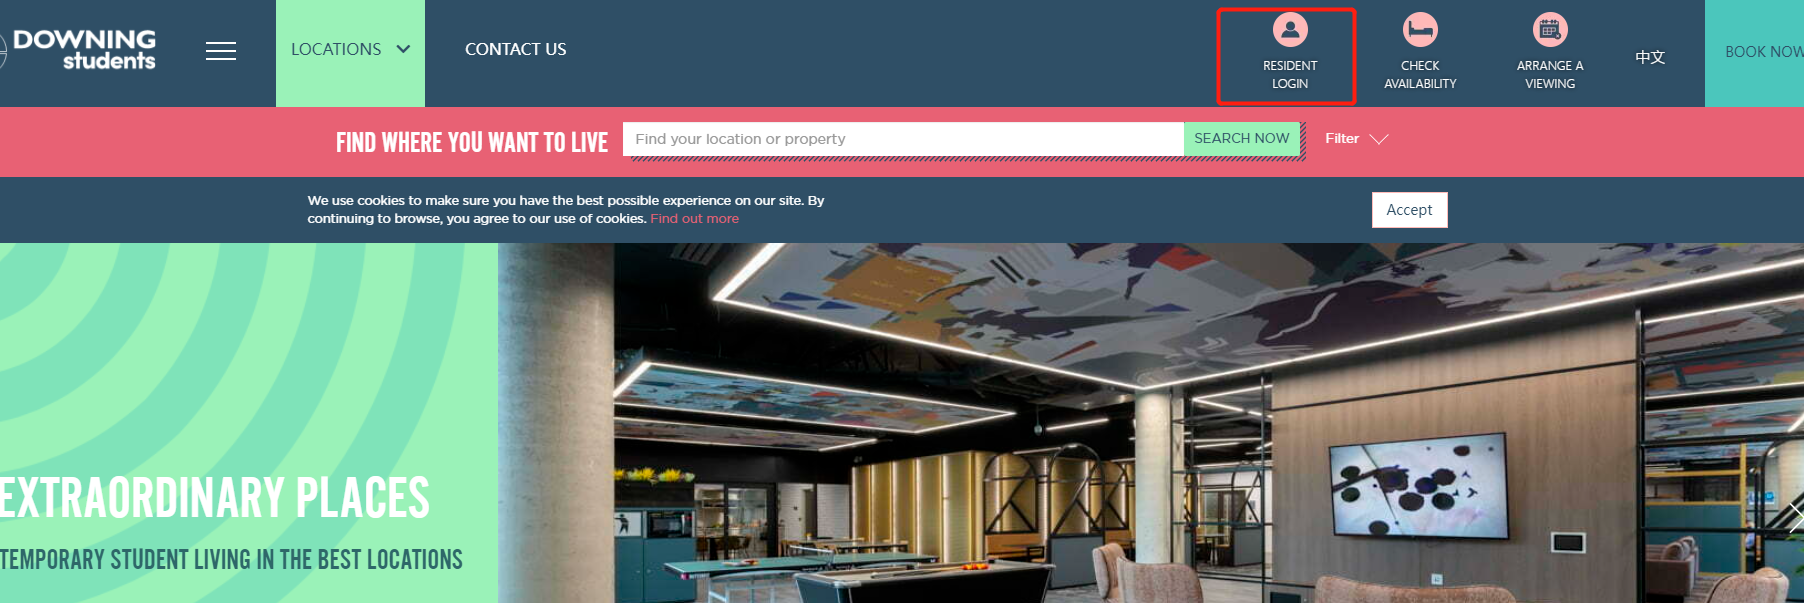 DOWNING
students
LOCATIONS
CONTACT US
RESIDENT
LOGIN
CHECK
AVAILABILITY
ARRANGE A
VIEWING
中文
BOOK NOW
FIND WHERE YOU WANT TO LIVE
Find your location or property
SEARCH NOW
Filter
We use cookies to make sure you have the best possible experience on our site. By
continuing to browse, you agree to our use of cookies. Find out more
Accept
EXTRAORDINARY PLACES
TEMPORARY STUDENT LIVING IN THE BEST LOCATIONS